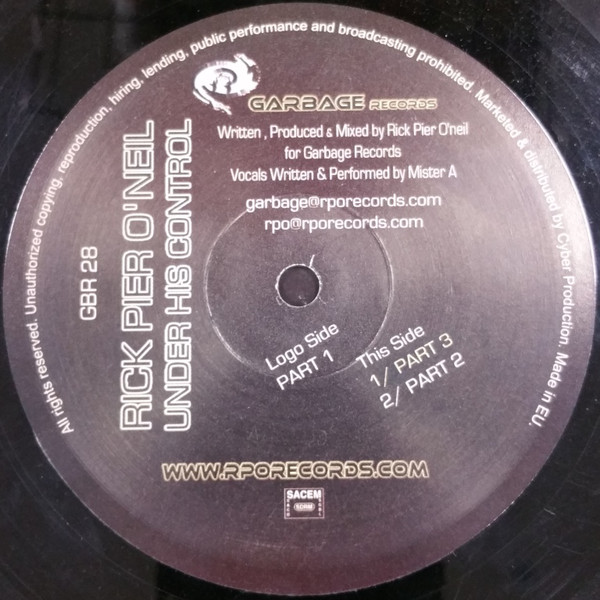 All rights reserved. Unauthorized copying, reproduction, hiring, lending, public performance and broadcasting prohibited. Marketed & distributed by Cyber Production. Made in EU.
GARBAGE RECORDS
Written, Produced & Mixed by Rick Pier O'neil
for Garbage Records
Vocals Written & Performed by Mister A
garbage@rporecords.com
rpo@rporecords.com
GBR 28
RICK PIER O'NEIL
UNDER HIS CONTROL
Logo Side
PART 1
This Side
1/ PART 3
2/ PART 2
WWW.RPORECORDS.COM
SACEM
SDRM